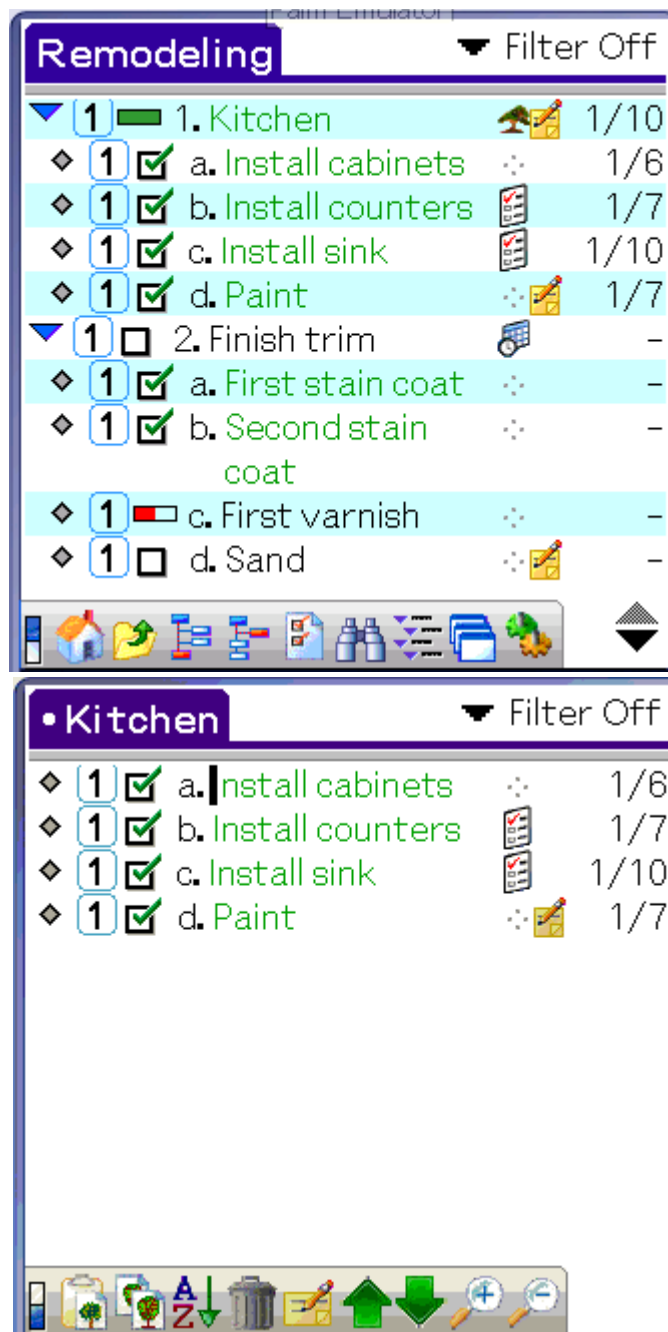 Palm Emulator
Remodeling Filter Off
1 1. Kitchen 1/10
1 a. Install cabinets 1/6
1 b. Install counters 1/7
1 c. Install sink 1/10
1 d. Paint 1/7
1 2. Finish trim –
1 a. First stain coat –
1 b. Second stain –
coat
1 c. First varnish –
1 d. Sand –
• Kitchen Filter Off
1 a. Install cabinets 1/6
1 b. Install counters 1/7
1 c. Install sink 1/10
1 d. Paint 1/7
A
Z